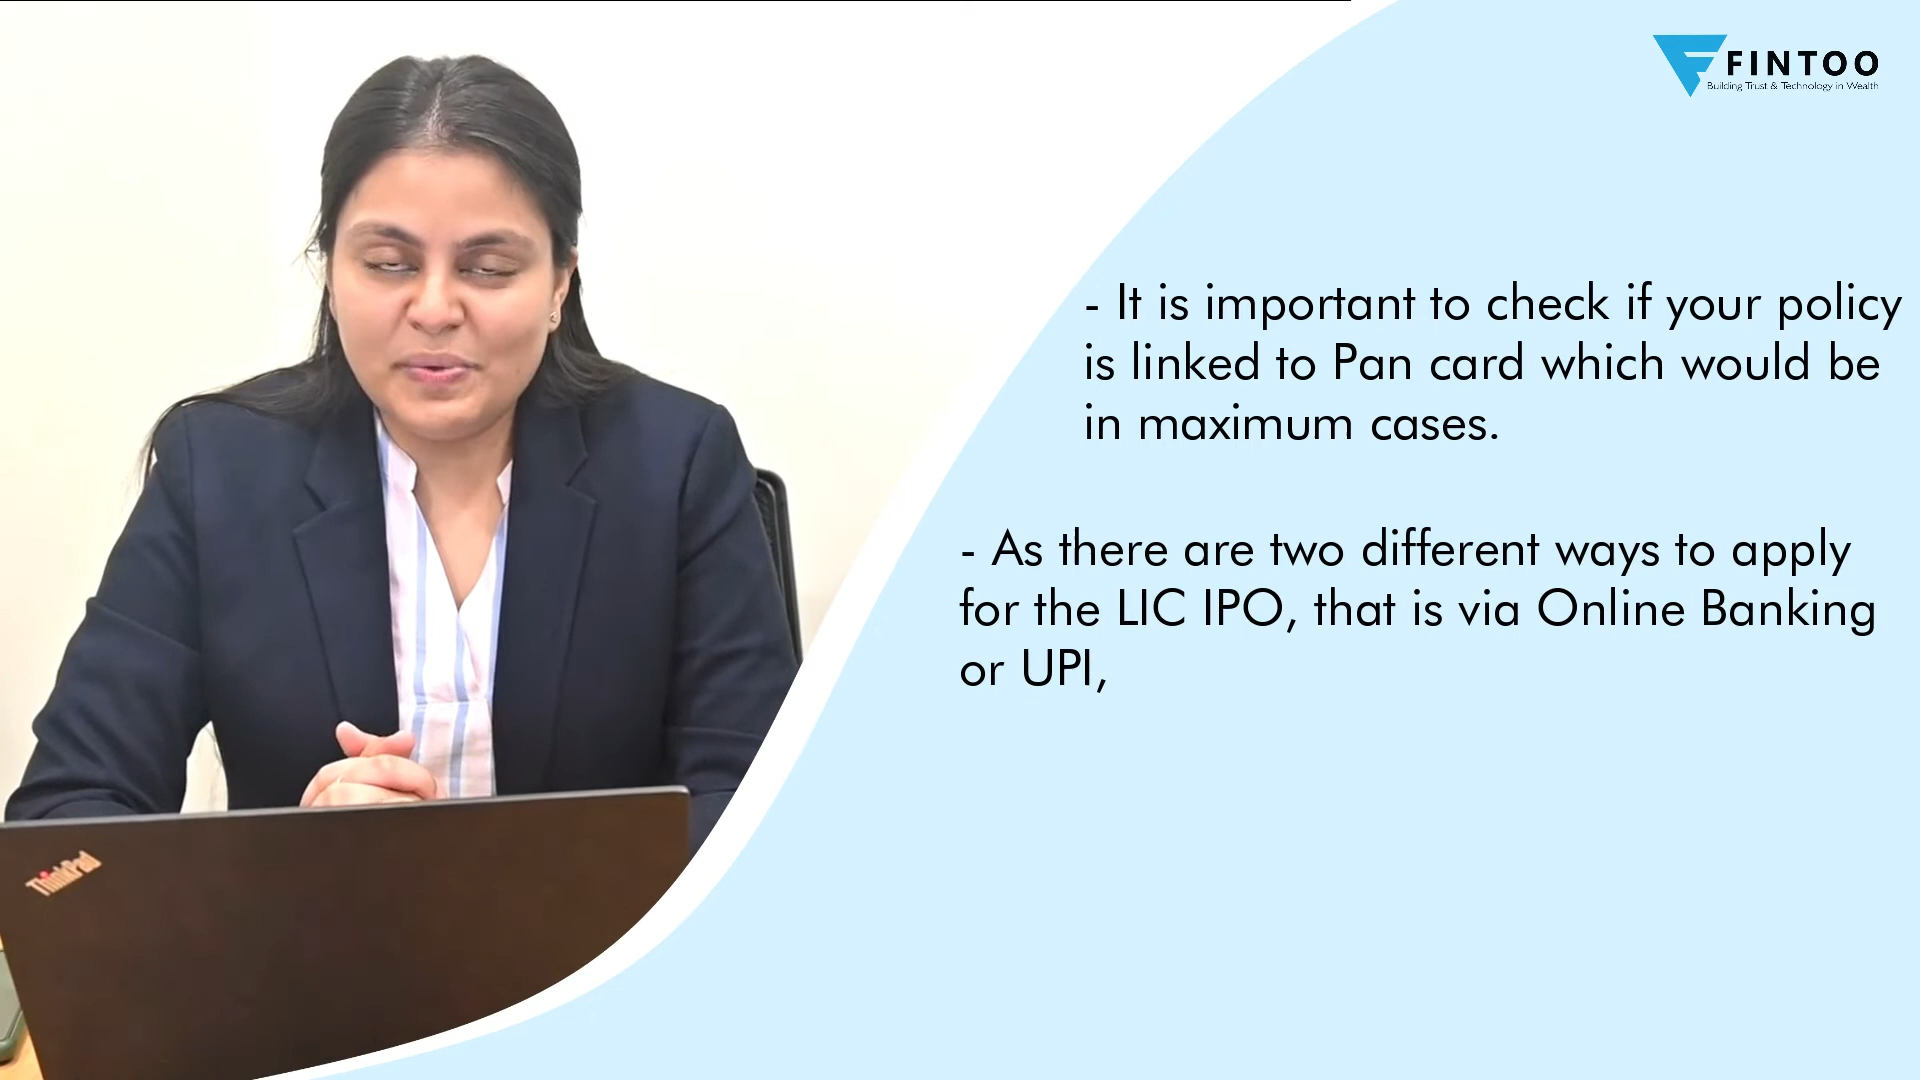 FINTOO
Building Trust & Technology in Wealth
- It is important to check if your policy
is linked to Pan card which would be
in maximum cases.
- As there are two different ways to apply
for the LIC IPO, that is via Online Banking
or UPI,
ThinkPad